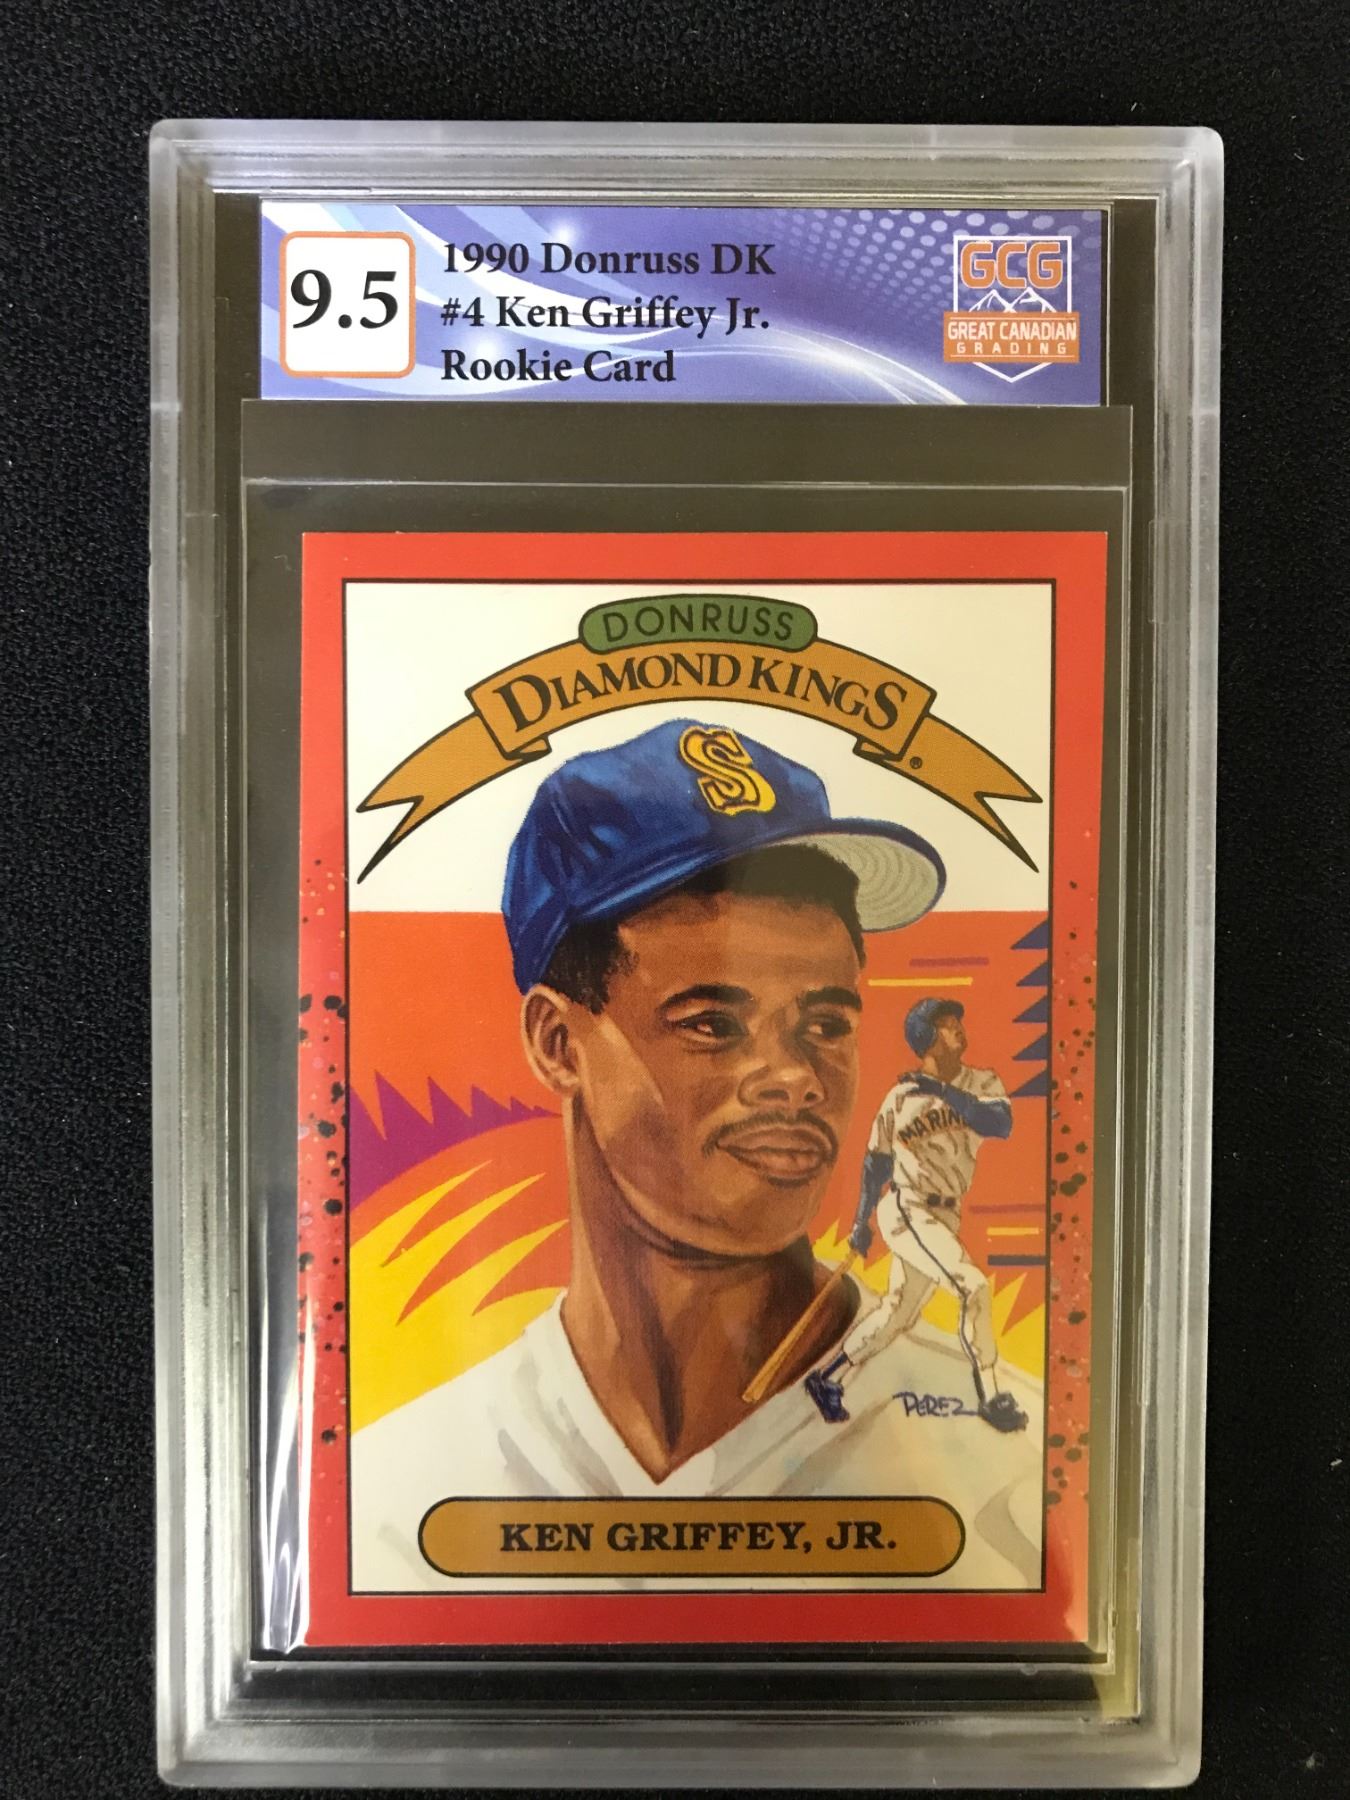 9.5
1990 Donruss DK
#4 Ken Griffey Jr.
Rookie Card
GCG
GREAT CANADIAN
GRADING
DONRUSS
DIAMOND KINGS
®
S
MARIN
PEREZ
KEN GRIFFEY, JR.